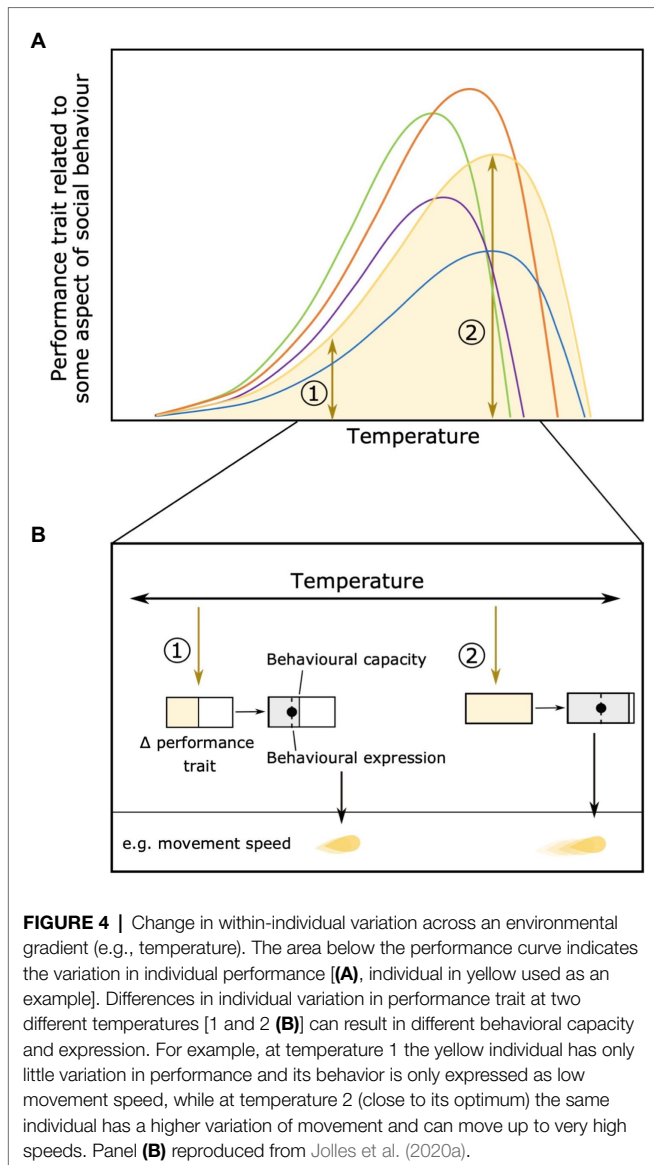 A
Performance trait related to
some aspect of social behaviour
①
②
Temperature
B
Temperature
①
②
Behavioural capacity
Δ performance
trait
Behavioural expression
e.g. movement speed
FIGURE 4 | Change in within-individual variation across an environmental
gradient (e.g., temperature). The area below the performance curve indicates
the variation in individual performance [(A), individual in yellow used as an
example]. Differences in individual variation in performance trait at two
different temperatures [1 and 2 (B)] can result in different behavioral capacity
and expression. For example, at temperature 1 the yellow individual has only
little variation in performance and its behavior is only expressed as low
movement speed, while at temperature 2 (close to its optimum) the same
individual has a higher variation of movement and can move up to very high
speeds. Panel (B) reproduced from Jolles et al. (2020a).